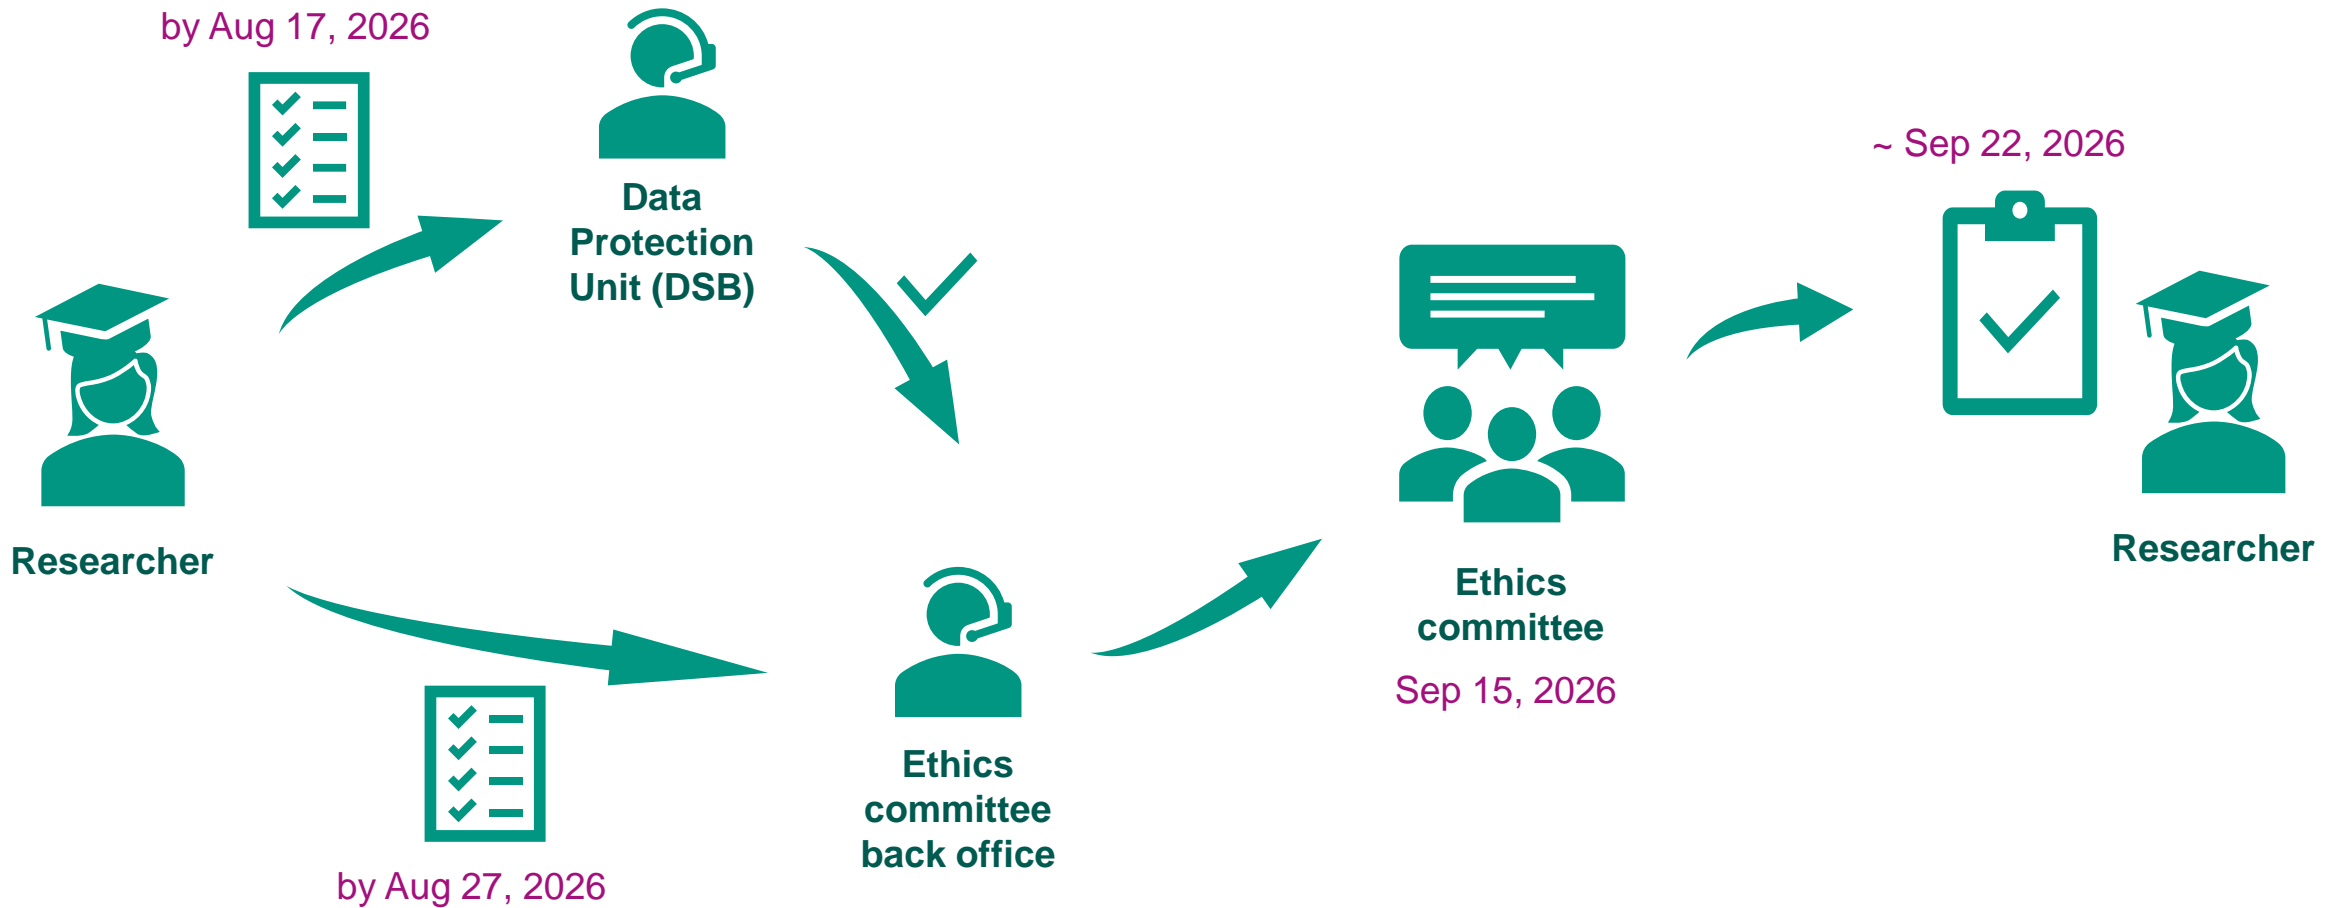 by Aug 17, 2026
Data
Protection
Unit (DSB)
Researcher
by Aug 27, 2026
Ethics
committee
back office
Ethics
committee
Sep 15, 2026
~ Sep 22, 2026
Researcher